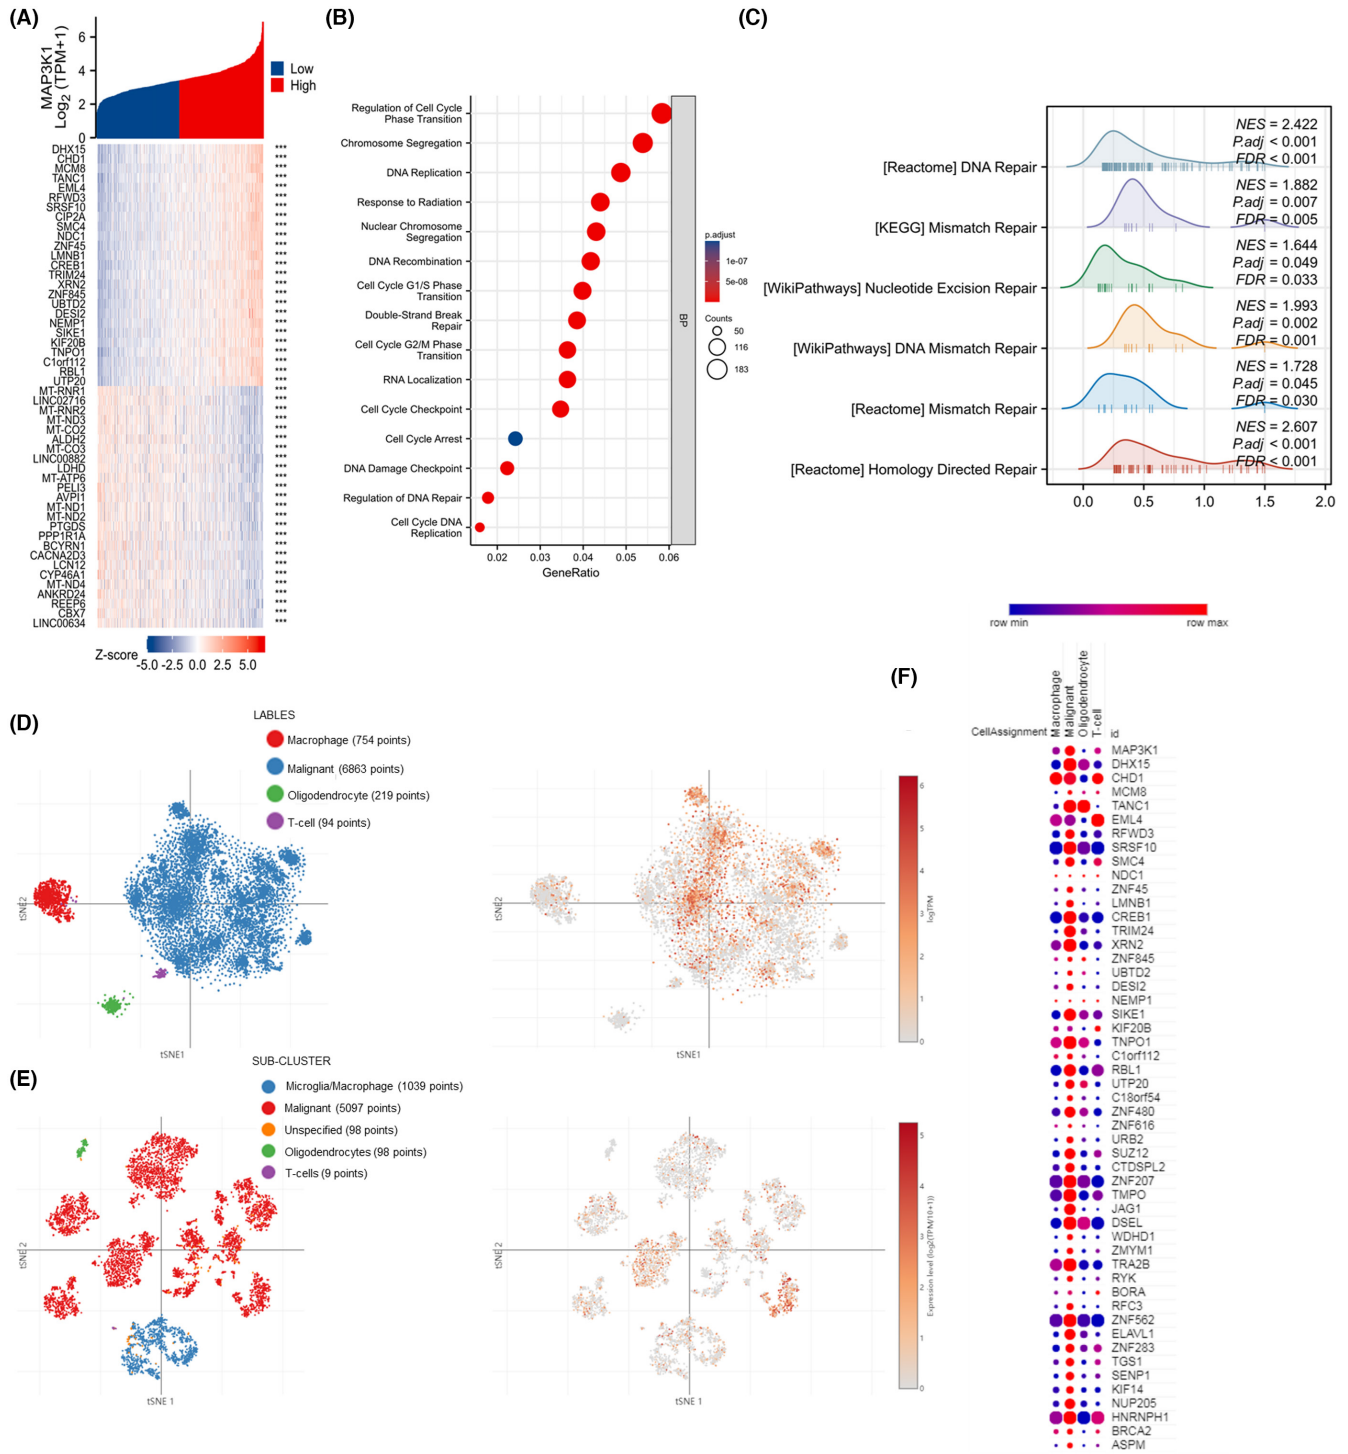 (A)
MAP3K1
Log2 (TPM+1)
6
4
2
0
Low
High
DHX15 ***
CHD1 ***
MCM8 ***
TANC1 ***
EML4 ***
RFWD3 ***
SRSF10 ***
CIP2A ***
SMC4 ***
NDC1 ***
ZNF45 ***
LMNB1 ***
CREB1 ***
TRIM24 ***
XRN2 ***
ZNF845 ***
UBTD2 ***
DESI2 ***
NEMP1 ***
SIKE1 ***
KIF20B ***
TNPO1 ***
C1orf112 ***
RBL1 ***
UTP20 ***
MT-RNR1 ***
LINC02716 ***
MT-RNR2 ***
MT-ND3 ***
MT-CO2 ***
ALDH2 ***
MT-CO3 ***
LINC00882 ***
LDHD ***
MT-ATP6 ***
PELI3 ***
AVPI1 ***
MT-ND1 ***
MT-ND2 ***
PTGDS ***
PPP1R1A ***
BCYRN1 ***
CACNA2D3 ***
LCN12 ***
CYP46A1 ***
MT-ND4 ***
ANKRD24 ***
REEP6 ***
CBX7 ***
LINC00634 ***
Z-score
-5.0 -2.5 0.0 2.5 5.0
(B)
Regulation of Cell Cycle
Phase Transition
Chromosome Segregation
DNA Replication
Response to Radiation
Nuclear Chromosome
Segregation
DNA Recombination
Cell Cycle G1/S Phase
Transition
Double-Strand Break
Repair
Cell Cycle G2/M Phase
Transition
RNA Localization
Cell Cycle Checkpoint
Cell Cycle Arrest
DNA Damage Checkpoint
Regulation of DNA Repair
Cell Cycle DNA
Replication
0.02 0.03 0.04 0.05 0.06
GeneRatio
BP
p.adjust
1e-07
5e-08
Counts
50
116
183
(C)
[Reactome] DNA Repair
NES = 2.422
P.adj < 0.001
FDR < 0.001
[KEGG] Mismatch Repair
NES = 1.882
P.adj = 0.007
FDR = 0.005
[WikiPathways] Nucleotide Excision Repair
NES = 1.644
P.adj = 0.049
FDR = 0.033
[WikiPathways] DNA Mismatch Repair
NES = 1.993
P.adj = 0.002
FDR = 0.001
[Reactome] Mismatch Repair
NES = 1.728
P.adj = 0.045
FDR = 0.030
[Reactome] Homology Directed Repair
NES = 2.607
P.adj < 0.001
FDR < 0.001
0.0 0.5 1.0 1.5 2.0
(D)
LABLES
Macrophage (754 points)
Malignant (6863 points)
Oligodendrocyte (219 points)
T-cell (94 points)
tSNE2
tSNE1
tSNE2
tSNE1
6
5
4
3
2
1
0
logTPM
(E)
SUB-CLUSTER
Microglia/Macrophage (1039 points)
Malignant (5097 points)
Unspecified (98 points)
Oligodendrocytes (98 points)
T-cells (9 points)
tSNE 2
tSNE 1
tSNE 2
tSNE 1
5
4
3
2
1
0
Expression level (log2(TPM/10+1))
(F)
row min row max
CellAssignment
Macrophage
Malignant
Oligodendrocyte
T-cell
id
MAP3K1
DHX15
CHD1
MCM8
TANC1
EML4
RFWD3
SRSF10
SMC4
NDC1
ZNF45
LMNB1
CREB1
TRIM24
XRN2
ZNF845
UBTD2
DESI2
NEMP1
SIKE1
KIF20B
TNPO1
C1orf112
RBL1
UTP20
C18orf54
ZNF480
ZNF616
URB2
SUZ12
CTDSPL2
ZNF207
TMPO
JAG1
DSEL
WDHD1
ZMYM1
TRA2B
RYK
BORA
RFC3
ZNF562
ELAVL1
ZNF283
TGS1
SENP1
KIF14
NUP205
HNRNPH1
BRCA2
ASPM